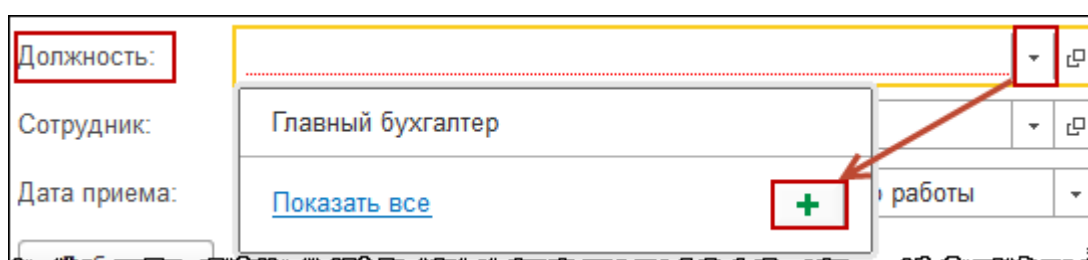 Должность:
Главный бухгалтер
Сотрудник:
Показать все
Дата приема:
работы